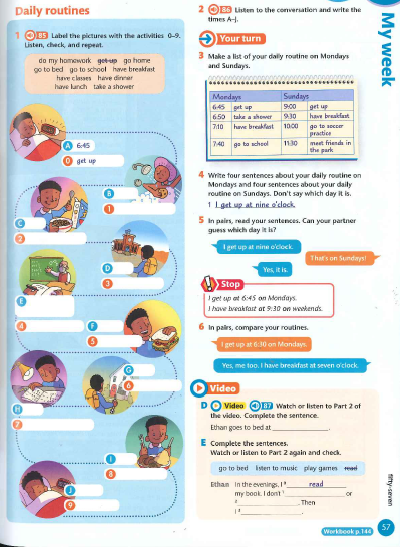 Daily routines
1 85 Label the pictures with the activities 0–9.
Listen, check, and repeat.
do my homework get up go home
go to bed go to school have breakfast
have classes have dinner
have lunch take a shower
A 6:45
0 get up
B
1
C
2
D
3
E
4
F
5
G
6
H
7
I
8
J
9
2 86 Listen to the conversation and write the
times A–J.
Your turn
3 Make a list of your daily routine on Mondays
and Sundays.
Mondays Sundays
6:45 get up 9:00 get up
6:50 take a shower 9:30 have breakfast
7:10 have breakfast 10:00 go to soccer
practice
7:40 go to school 11:30 meet friends in
the park
4 Write four sentences about your daily routine on
Mondays and four sentences about your daily
routine on Sundays. Don't say which day it is.
1 I get up at nine o'clock.
5 In pairs, read your sentences. Can your partner
guess which day it is?
I get up at nine o'clock.
That's on Sundays!
Yes, it is.
Stop
I get up at 6:45 on Mondays.
I have breakfast at 9:30 on weekends.
6 In pairs, compare your routines.
I get up at 6:30 on Mondays.
Yes, me too. I have breakfast at seven o'clock.
Video
D Video 87 Watch or listen to Part 2 of
the video. Complete the sentence.
Ethan goes to bed at ____________.
E Complete the sentences.
Watch or listen to Part 2 again and check.
go to bed listen to music play games read
Ethan In the evenings, I ⁰ read
my book. I don't ¹ ____________ or
² ____________. Then
I ³ ____________.
Workbook p.144
57
fifty-seven
My week